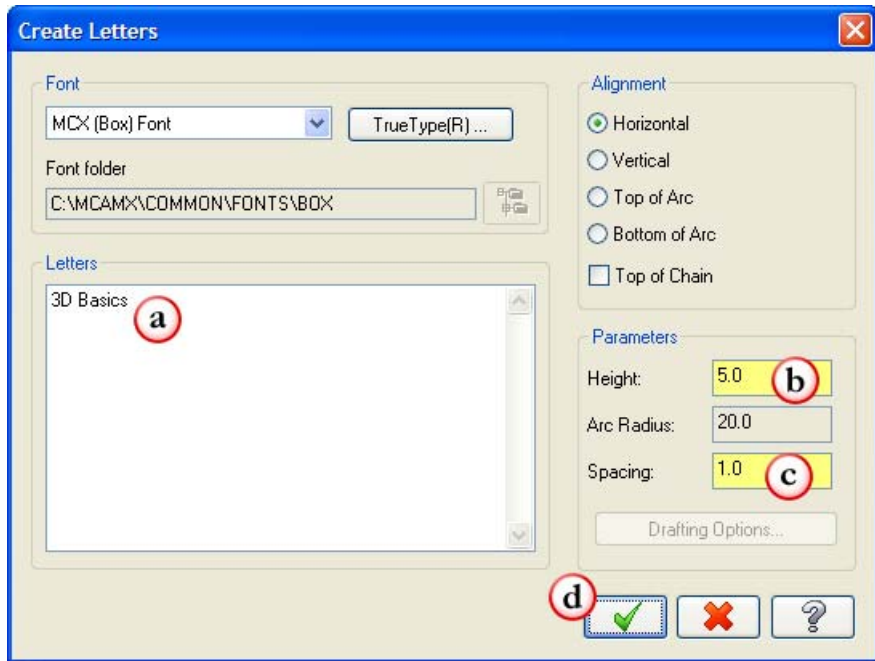 Create Letters
Font
MCX (Box) Font
TrueType(R) ...
Font folder
C:\MCAMX\COMMON\FONTS\BOX
Letters
3D Basics
a
Alignment
Horizontal
Vertical
Top of Arc
Bottom of Arc
Top of Chain
Parameters
Height: 5.0 b
Arc Radius: 20.0
Spacing: 1.0 c
Drafting Options...
d